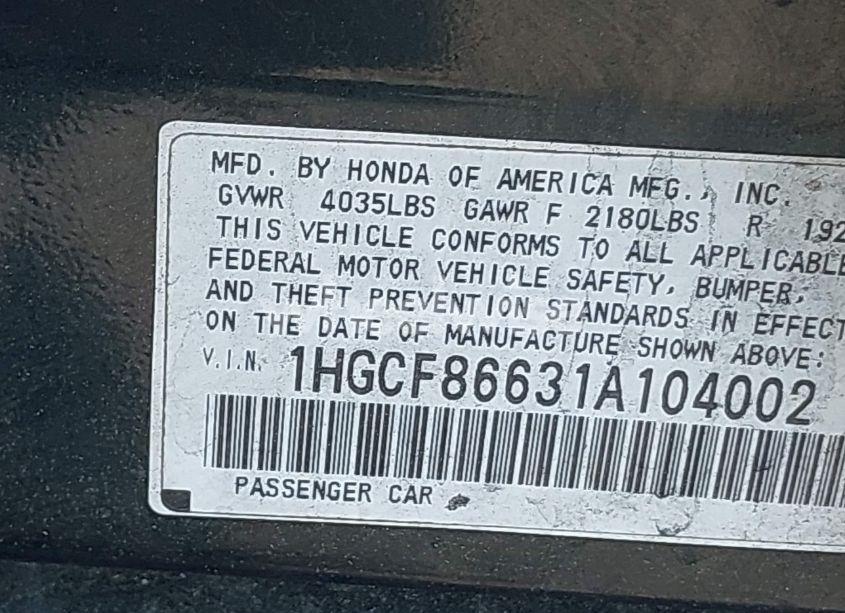 MFD. BY HONDA OF AMERICA MFG., INC.
GVWR 4035LBS GAWR F 2180LBS R 192
THIS VEHICLE CONFORMS TO ALL APPLICABLE
FEDERAL MOTOR VEHICLE SAFETY, BUMPER,
AND THEFT PREVENTION STANDARDS IN EFFECT
ON THE DATE OF MANUFACTURE SHOWN ABOVE:
V.I.N. 1HGCF86631A104002
PASSENGER CAR